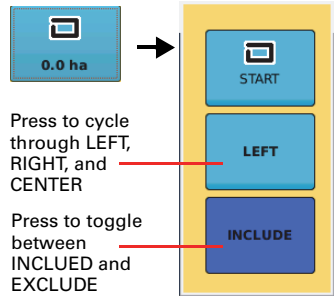 0.0 ha
START
Press to cycle
through LEFT,
RIGHT, and
CENTER
LEFT
Press to toggle
between
INCLUED and
EXCLUDE
INCLUDE